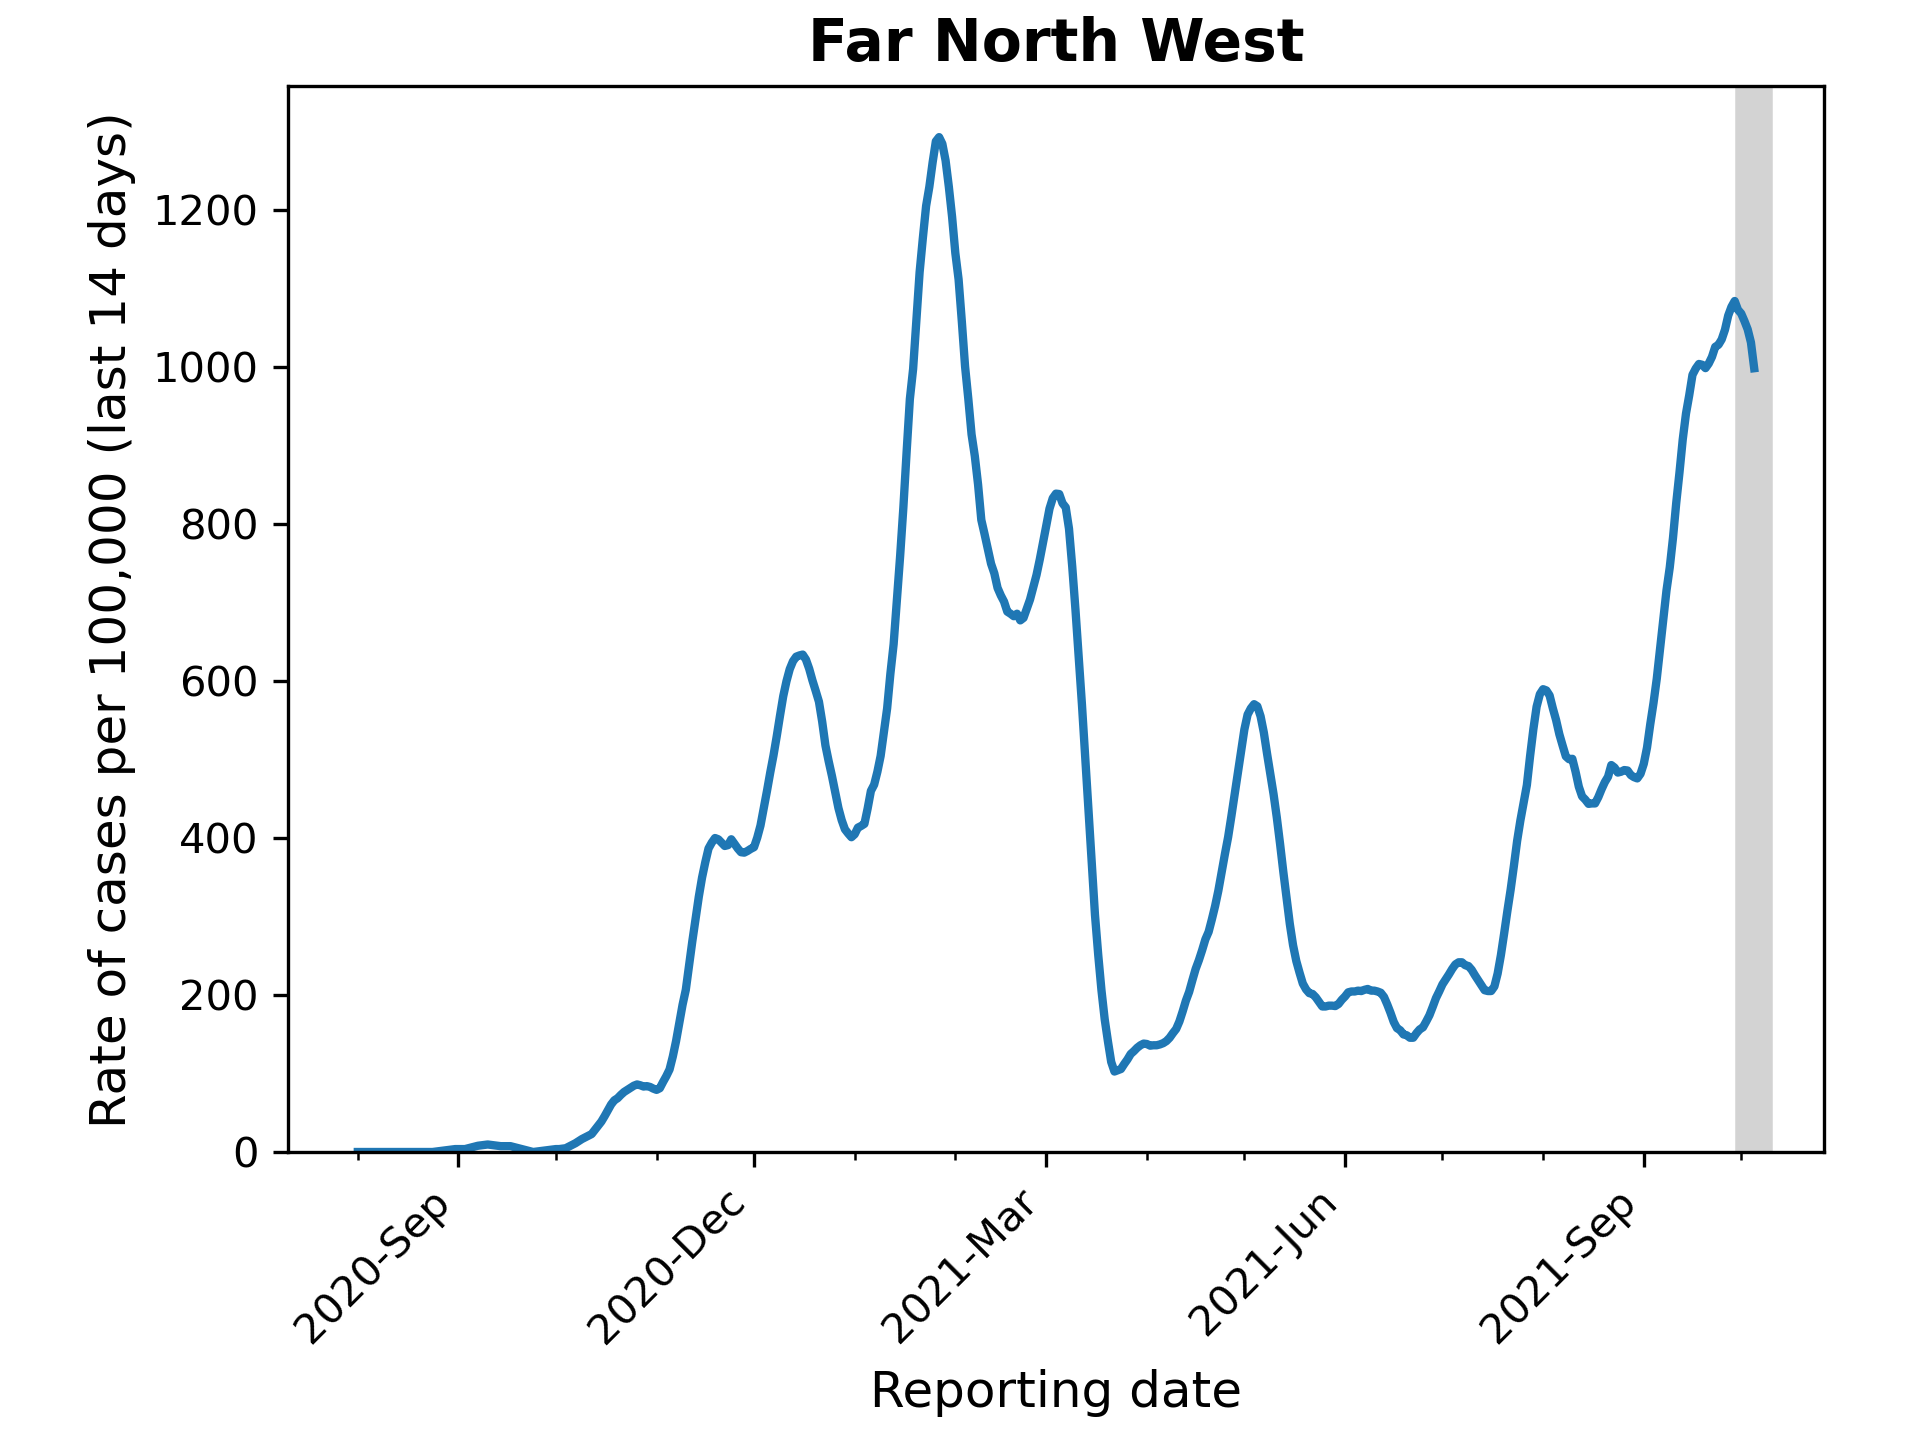 Far North West
Rate of cases per 100,000 (last 14 days)
1200
1000
800
600
400
200
0
2020-Sep
2020-Dec
2021-Mar
2021-Jun
2021-Sep
Reporting date